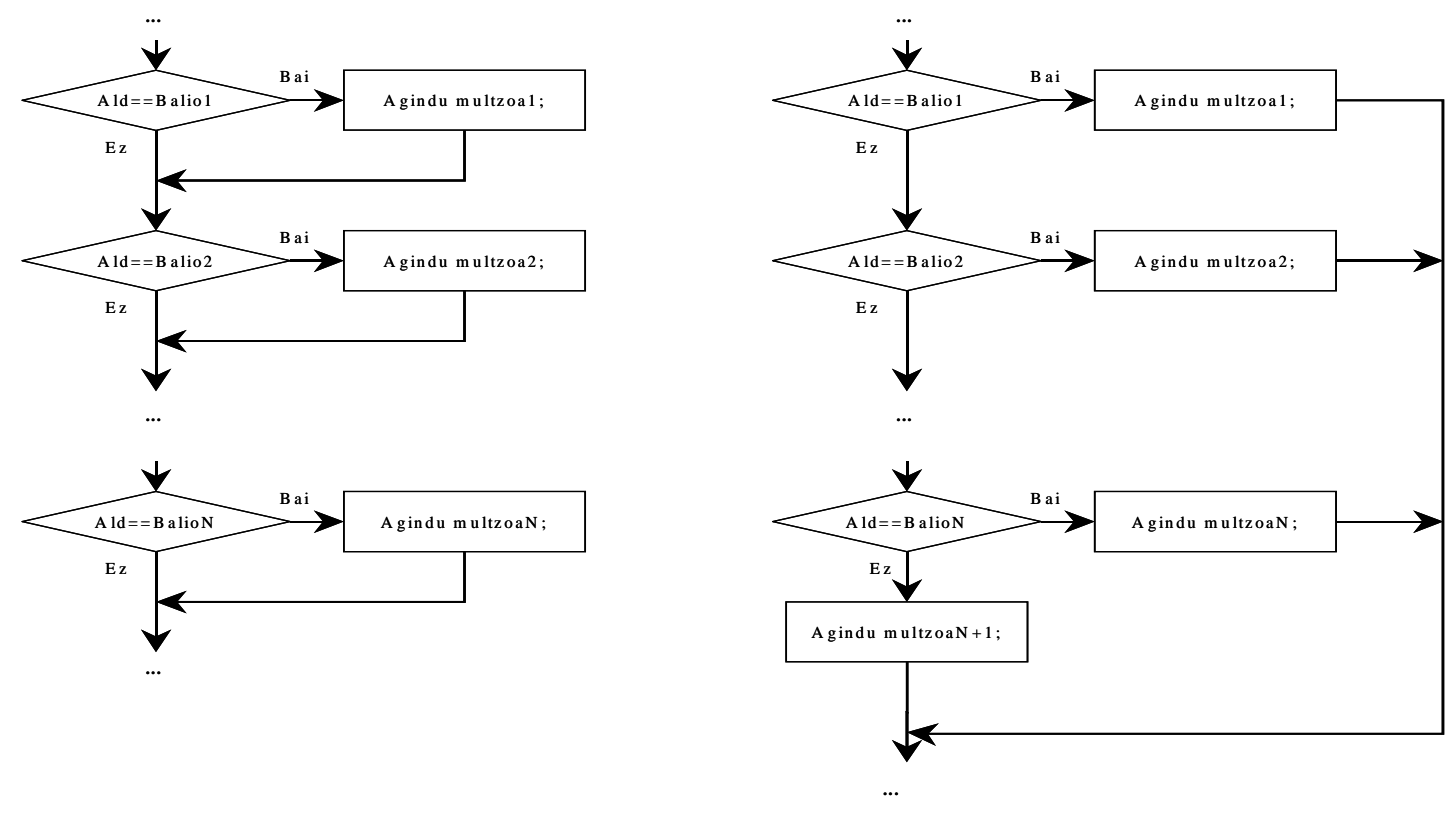 ...
Ald==Balio1
Bai
Agindu multzoa1;
Ez
Ald==Balio2
Bai
Agindu multzoa2;
Ez
...
Ald==BalioN
Bai
Agindu multzoaN;
Ez
...
...
Ald==Balio1
Bai
Agindu multzoa1;
Ez
Ald==Balio2
Bai
Agindu multzoa2;
Ez
...
Ald==BalioN
Bai
Agindu multzoaN;
Ez
Agindu multzoaN+1;
...